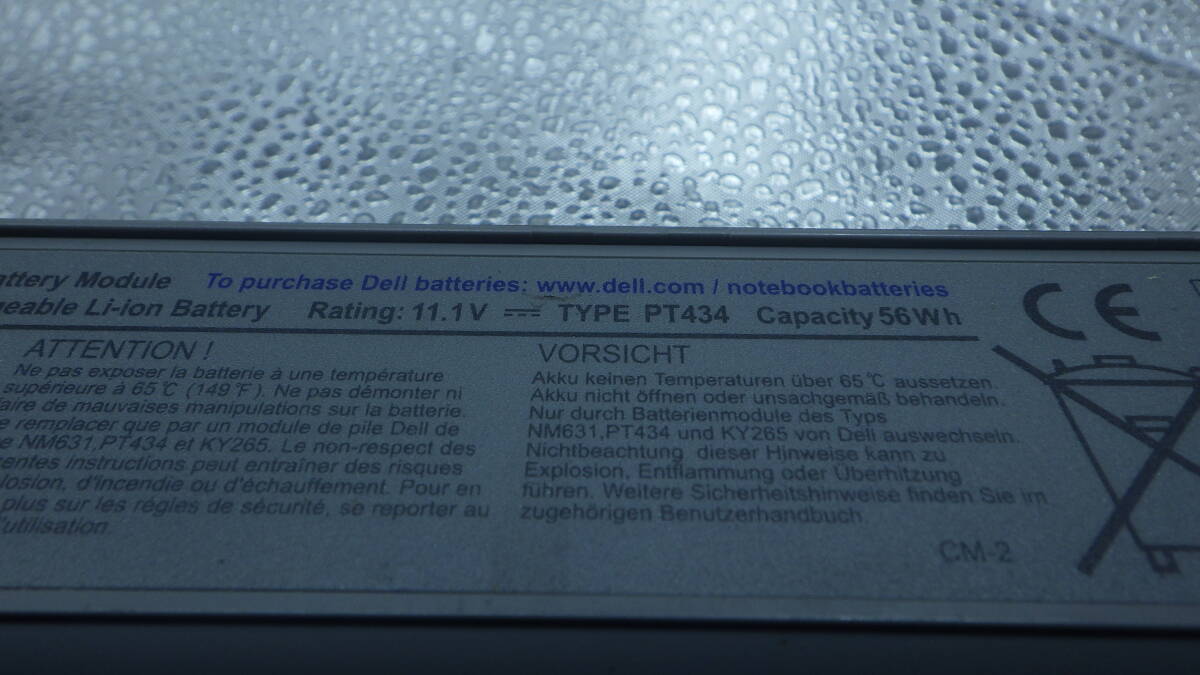 attery Module To purchase Dell batteries: www.dell.com / notebookbatteries
geable Li-ion Battery Rating: 11.1V TYPE PT434 Capacity 56Wh
CE
ATTENTION !
Ne pas exposer la batterie à une température
supérieure à 65℃ (149℉). Ne pas démonter ni
faire de mauvaises manipulations sur la batterie.
e remplacer que par un module de pile Dell de
e NM631,PT434 et KY265. Le non-respect des
entes instructions peut entraîner des risques
losion, d'incendie ou d'échauffement. Pour en
plus sur les régles de sécurité, se reporter au
l'utilisation.
VORSICHT
Akku keinen Temperaturen über 65℃ aussetzen.
Akku nicht öffnen oder unsachgemäß behandeln.
Nur durch Batterienmodule des Typs
NM631,PT434 und KY265 von Dell auswechseln.
Nichtbeachtung dieser Hinweise kann zu
Explosion, Entflammung oder Überhitzung
führen. Weitere Sicherheitshinweise finden Sie im
zugehörigen Benutzerhandbuch.
CM-2